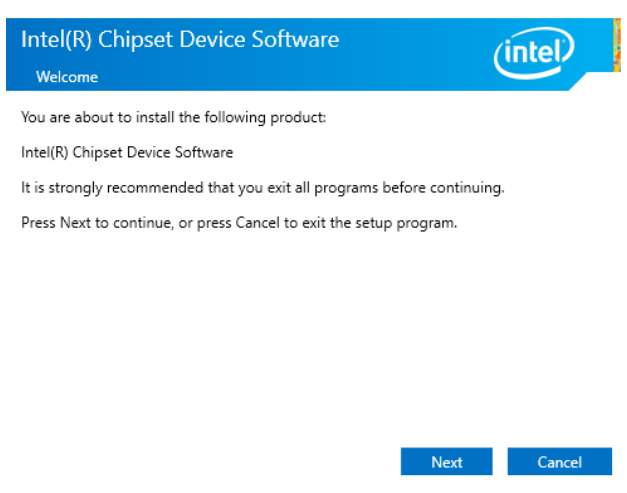 Intel(R) Chipset Device Software
intel
Welcome
You are about to install the following product:
Intel(R) Chipset Device Software
It is strongly recommended that you exit all programs before continuing.
Press Next to continue, or press Cancel to exit the setup program.
Next
Cancel